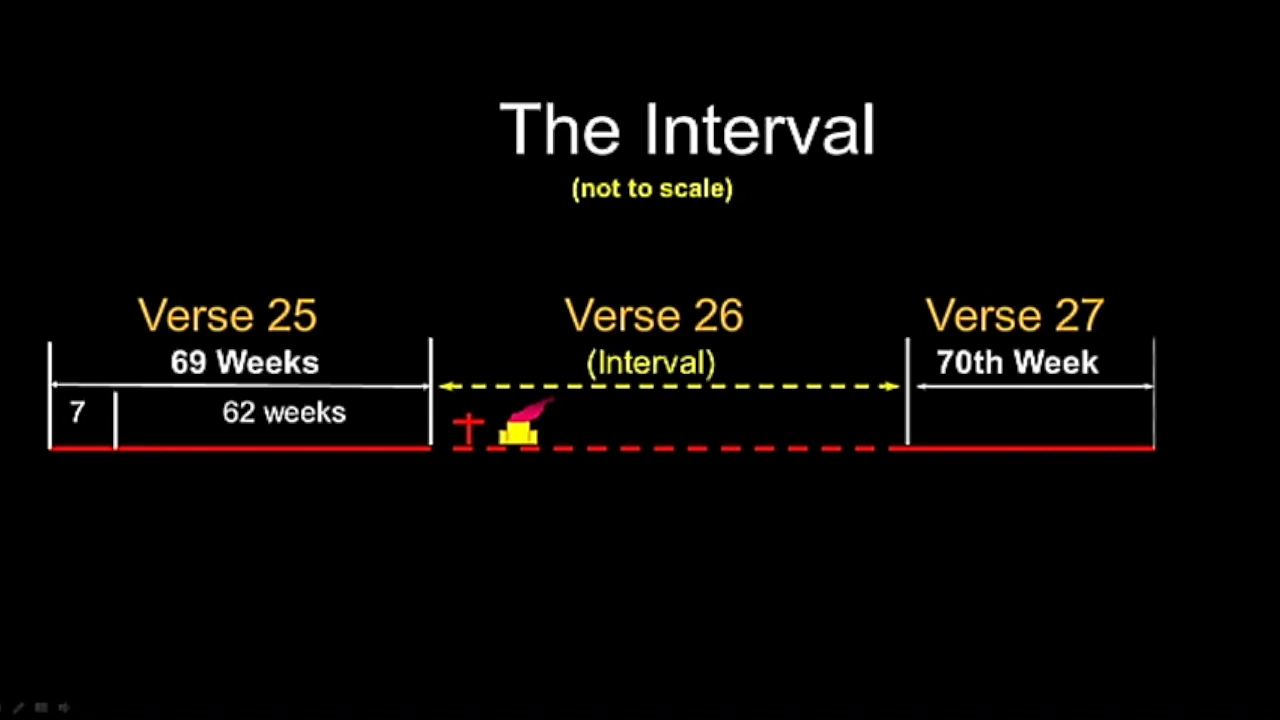 The Interval
(not to scale)
Verse 25
Verse 26
Verse 27
69 Weeks
(Interval)
70th Week
7
62 weeks